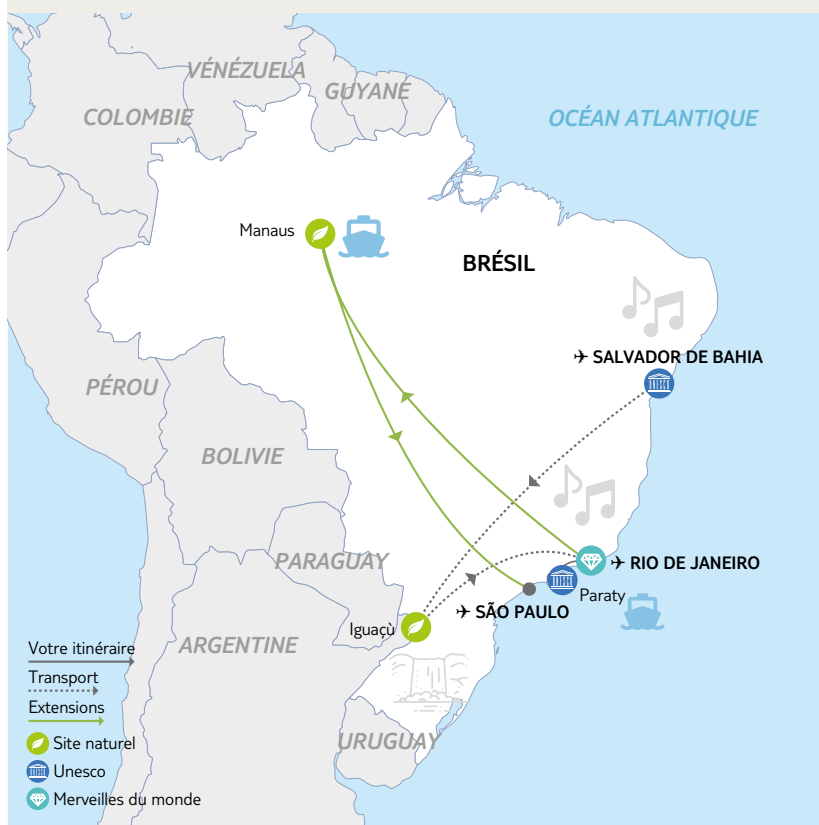 VÉNÉZUELA
GUYANE
COLOMBIE
OCÉAN ATLANTIQUE
Manaus
BRÉSIL
✈ SALVADOR DE BAHIA
PÉROU
BOLIVIE
PARAGUAY
✈ RIO DE JANEIRO
Paraty
✈ SÃO PAULO
Iguaçù
ARGENTINE
URUGUAY
Votre itinéraire
Transport
Extensions
Site naturel
Unesco
Merveilles du monde